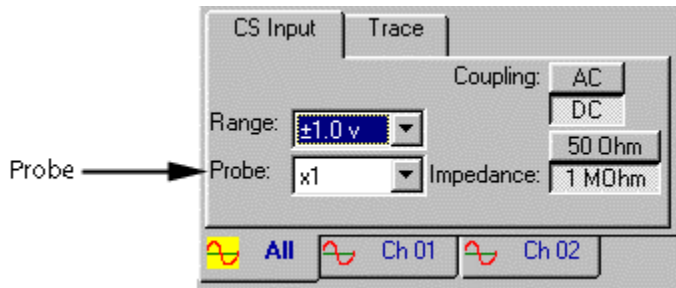 CS Input Trace
Coupling: AC
DC
Range: ±1.0 v
50 Ohm
Probe Probe: x1 Impedance: 1 MOhm
All Ch 01 Ch 02